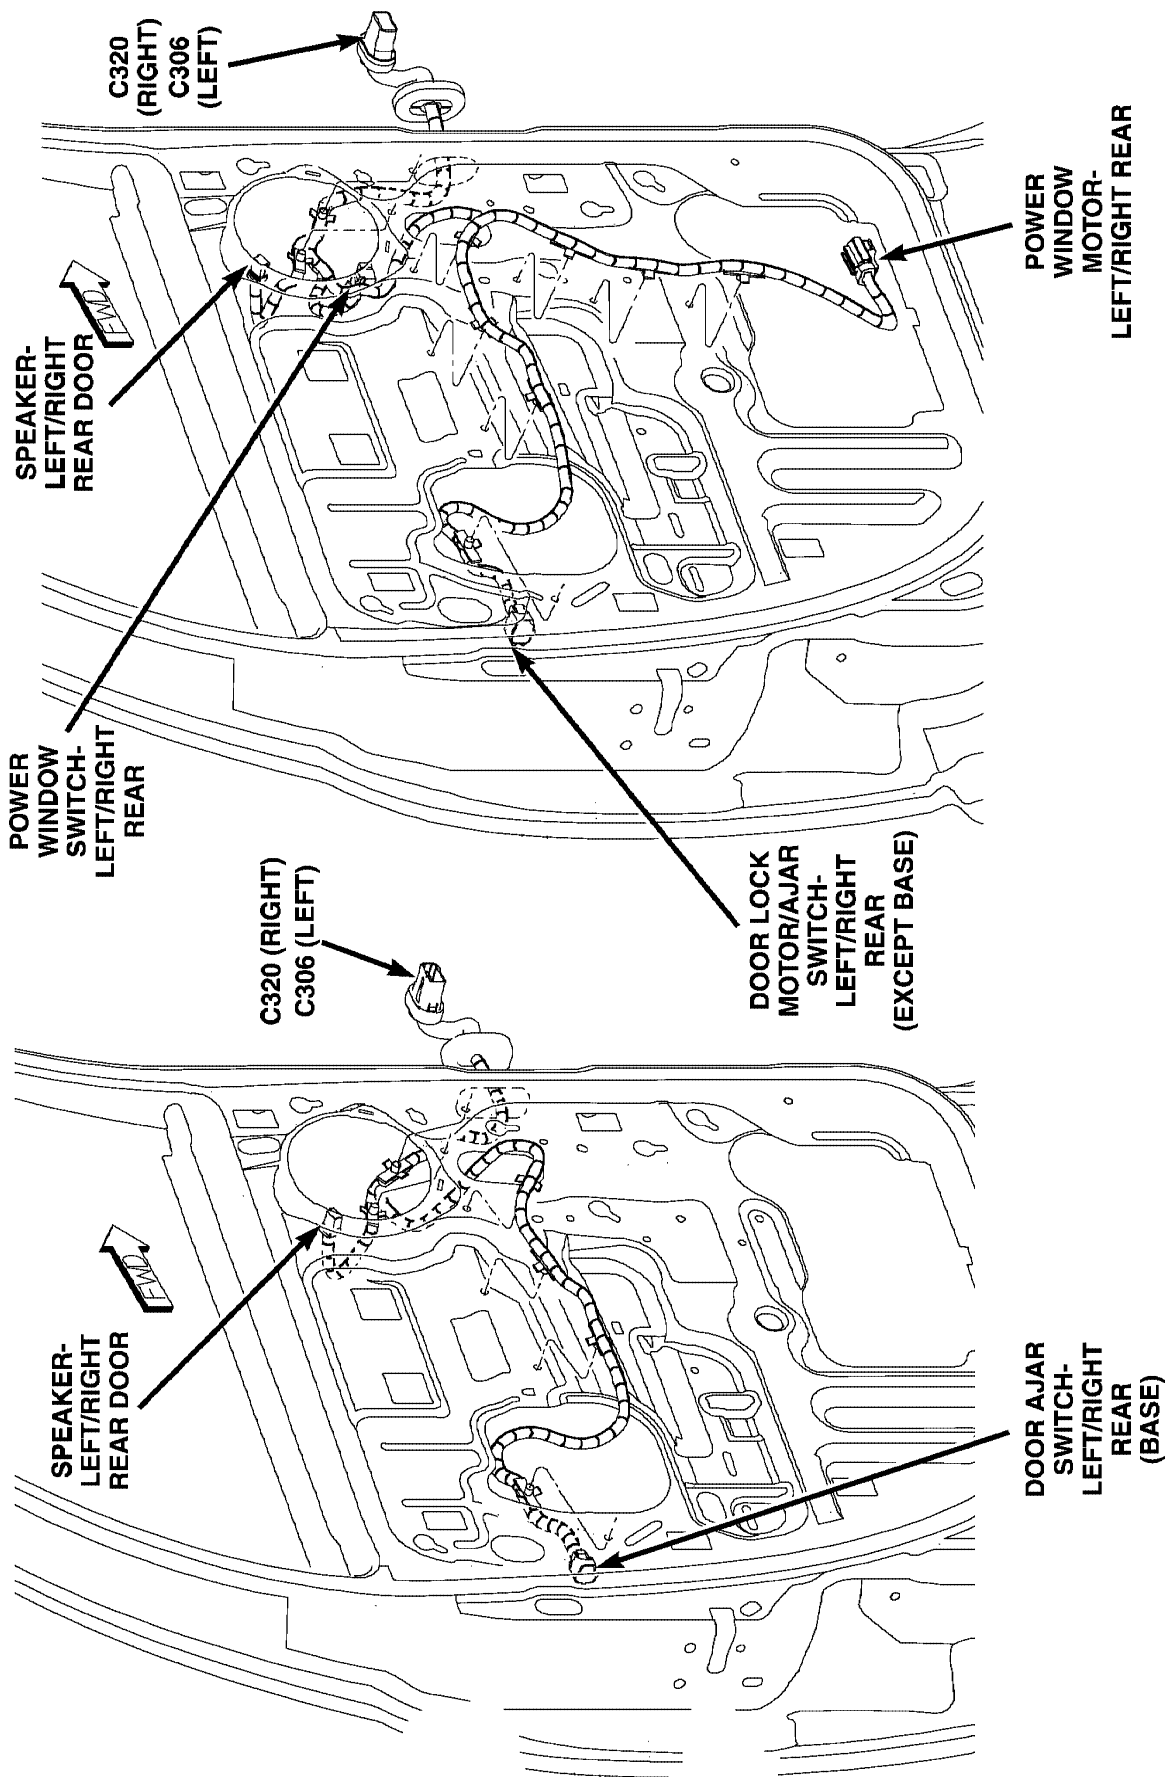 SPEAKER-
LEFT/RIGHT
REAR DOOR
FWD
C320 (RIGHT)
C306 (LEFT)
DOOR AJAR
SWITCH-
LEFT/RIGHT
REAR
(BASE)
POWER
WINDOW
SWITCH-
LEFT/RIGHT
REAR
SPEAKER-
LEFT/RIGHT
REAR DOOR
FWD
C320
(RIGHT)
C306
(LEFT)
DOOR LOCK
MOTOR/AJAR
SWITCH-
LEFT/RIGHT
REAR
(EXCEPT BASE)
POWER
WINDOW
MOTOR-
LEFT/RIGHT REAR